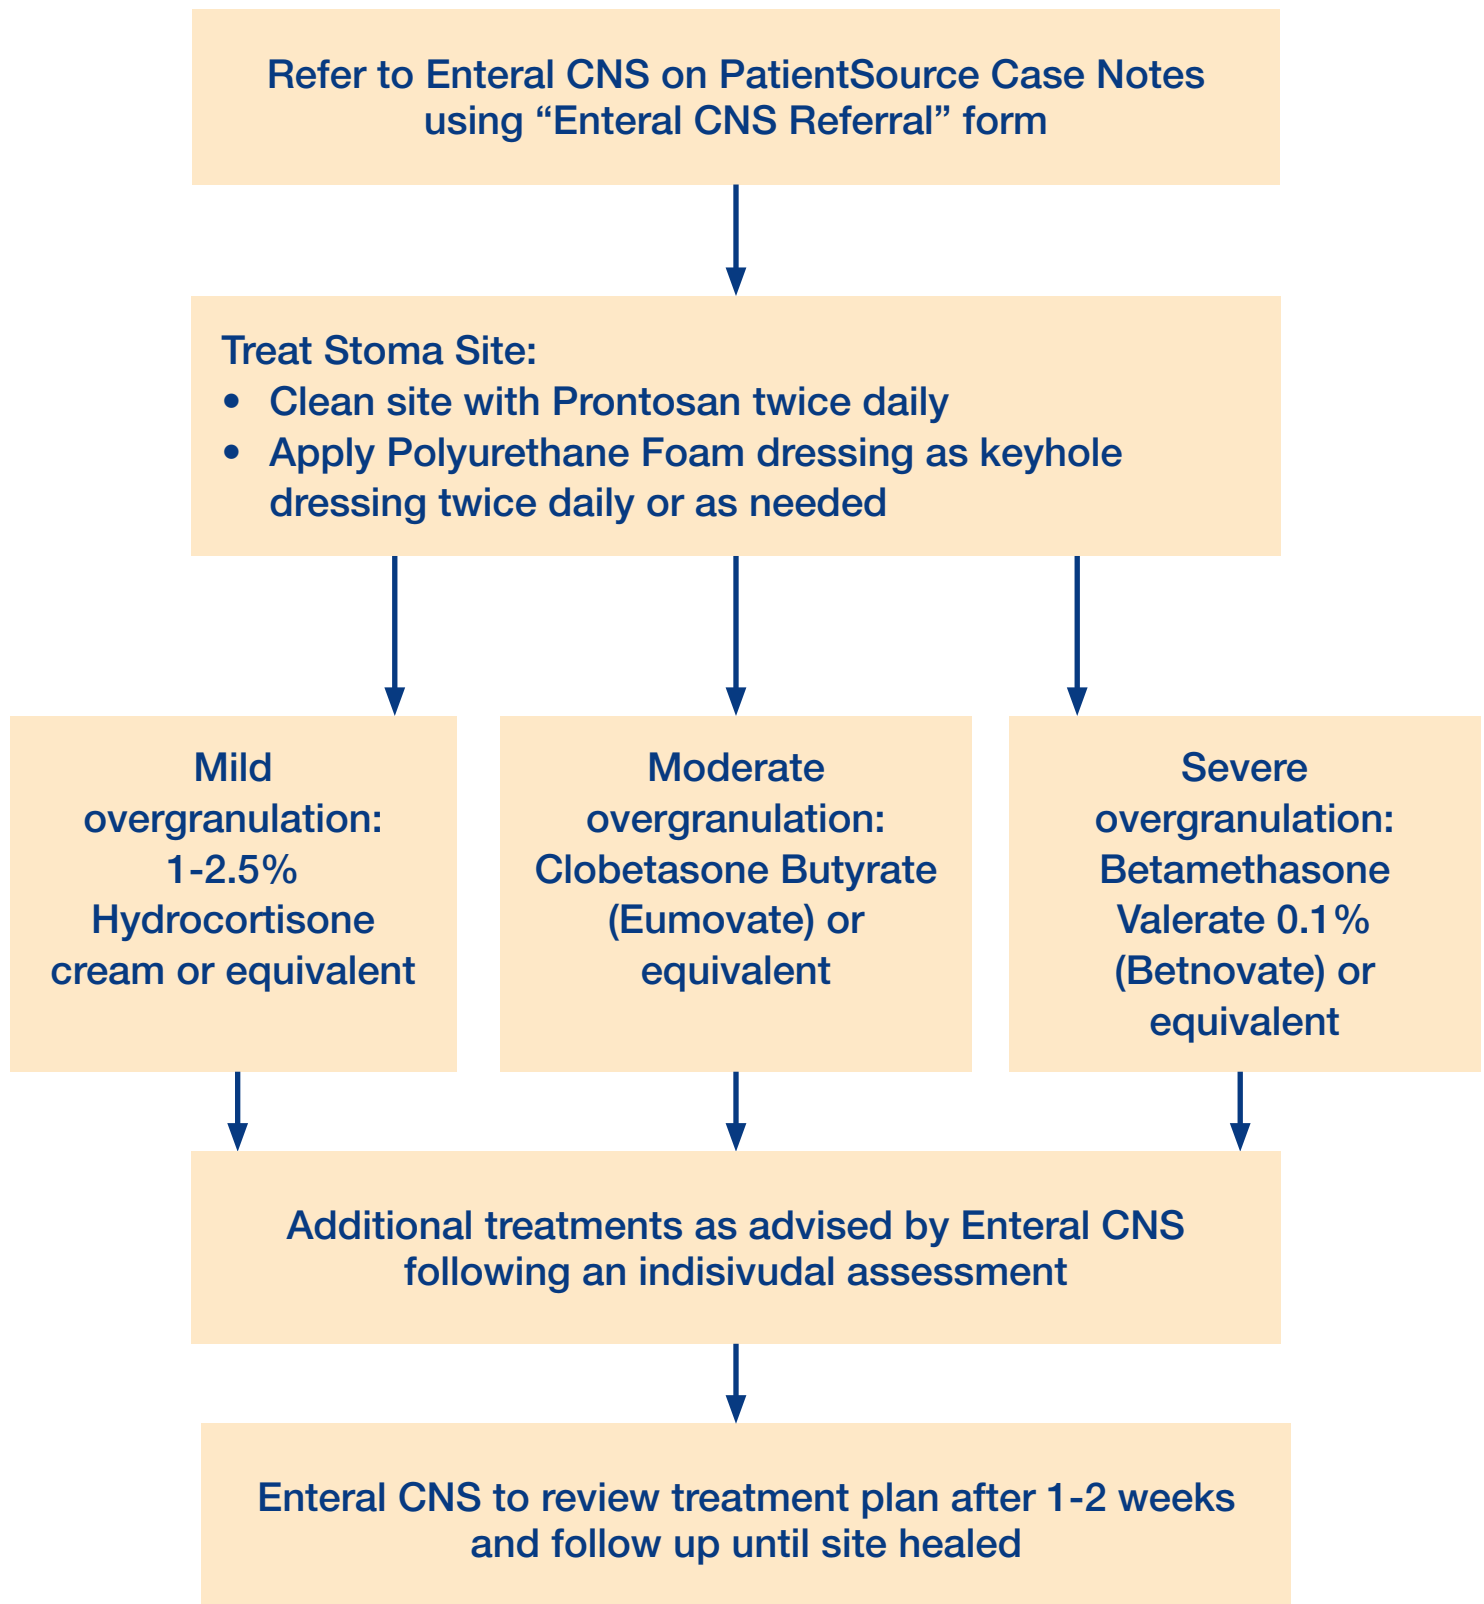 Refer to Enteral CNS on PatientSource Case Notes
using “Enteral CNS Referral” form
Treat Stoma Site:
• Clean site with Prontosan twice daily
• Apply Polyurethane Foam dressing as keyhole
dressing twice daily or as needed
Mild
overgranulation:
1-2.5%
Hydrocortisone
cream or equivalent
Moderate
overgranulation:
Clobetasone Butyrate
(Eumovate) or
equivalent
Severe
overgranulation:
Betamethasone
Valerate 0.1%
(Betnovate) or
equivalent
Additional treatments as advised by Enteral CNS
following an indisivudal assessment
Enteral CNS to review treatment plan after 1-2 weeks
and follow up until site healed